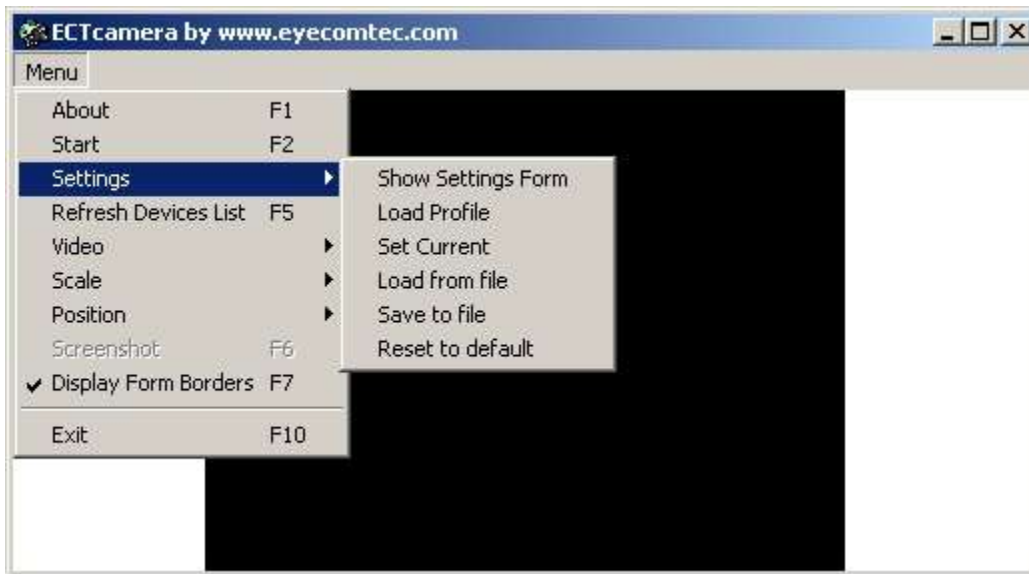 ECTcamera by www.eyecomtec.com
Menu
About F1
Start F2
Settings
Refresh Devices List F5
Video
Scale
Position
Screenshot F6
Display Form Borders F7
Exit F10
Show Settings Form
Load Profile
Set Current
Load from file
Save to file
Reset to default